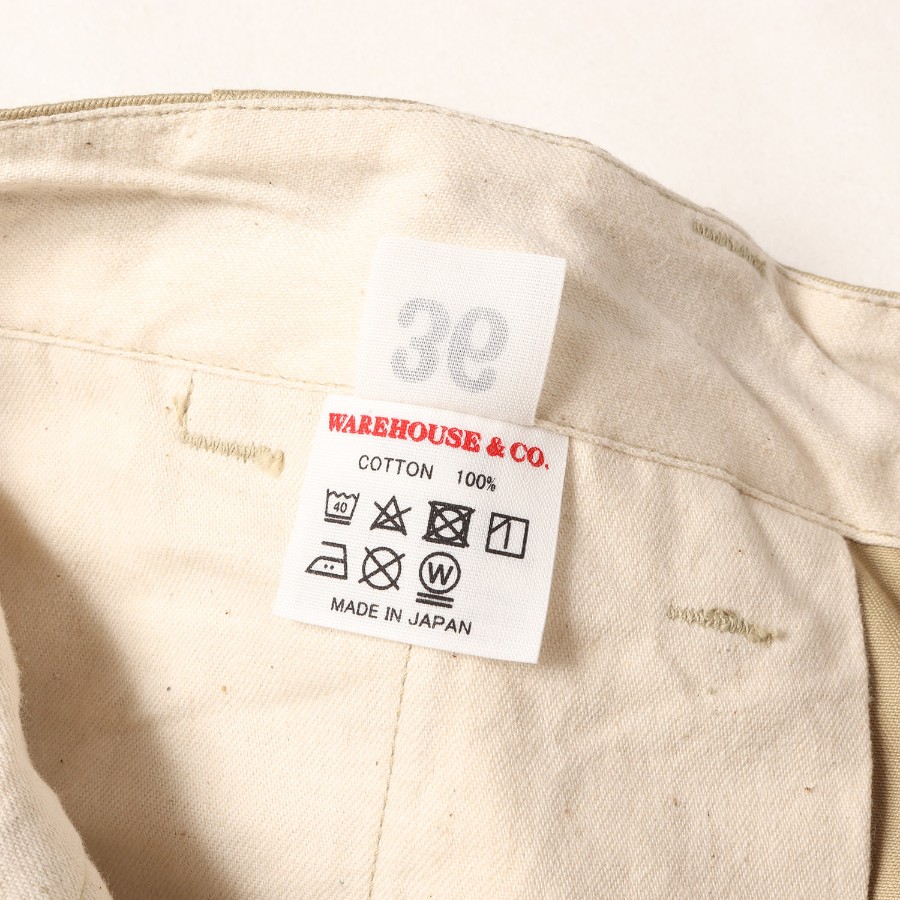 36
WAREHOUSE & CO.
COTTON 100%
40
W
MADE IN JAPAN